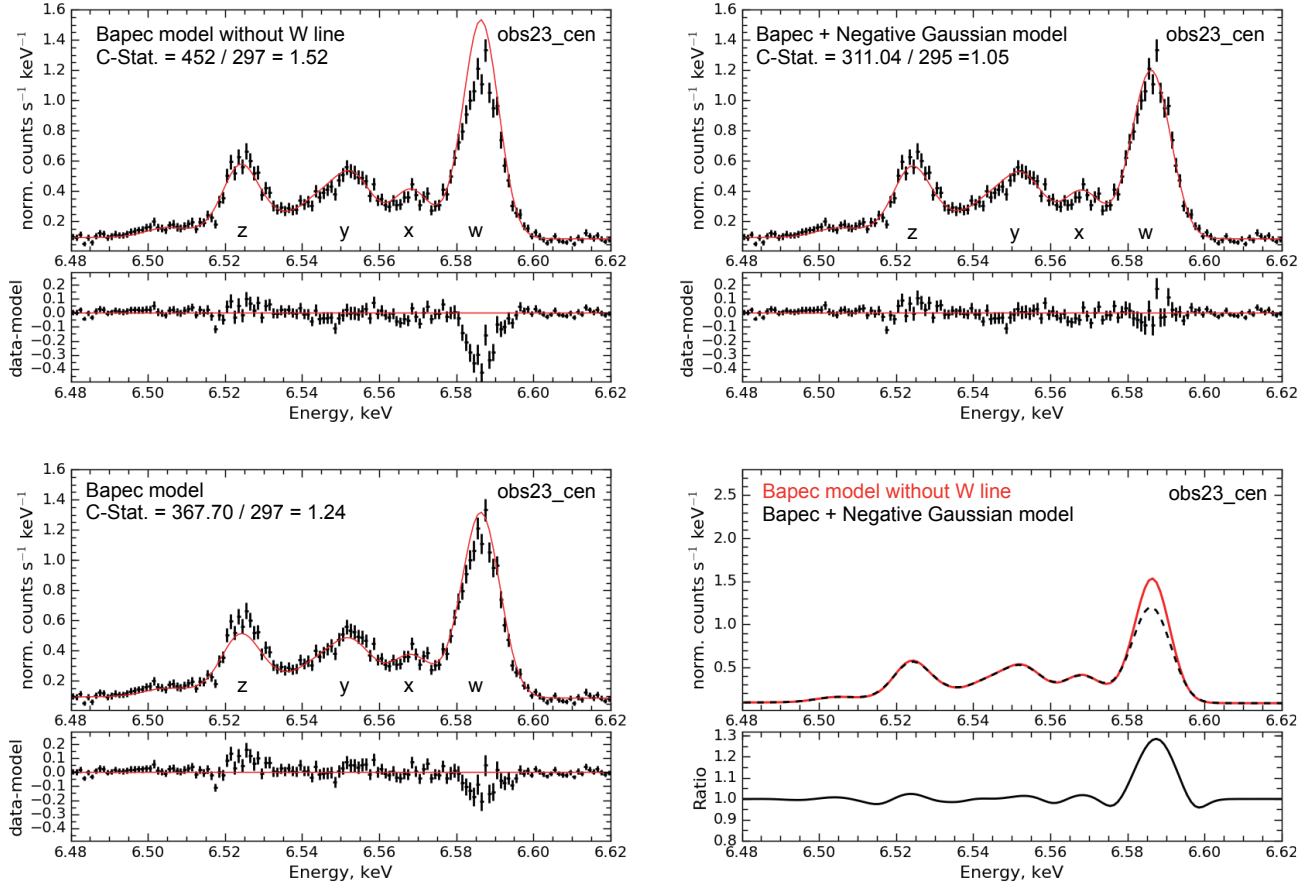 Bapec model without W line
C-Stat. = 452 / 297 = 1.52
obs23_cen
norm. counts s⁻¹ keV⁻¹
1.6
1.4
1.2
1.0
0.8
0.6
0.4
0.2
z y x w
data-model
0.2
0.1
0.0
−0.1
−0.2
−0.3
−0.4
6.48 6.50 6.52 6.54 6.56 6.58 6.60 6.62
Energy, keV
Bapec + Negative Gaussian model
C-Stat. = 311.04 / 295 =1.05
obs23_cen
norm. counts s⁻¹ keV⁻¹
1.6
1.4
1.2
1.0
0.8
0.6
0.4
0.2
z y x w
data-model
0.2
0.1
0.0
−0.1
−0.2
−0.3
−0.4
6.48 6.50 6.52 6.54 6.56 6.58 6.60 6.62
Energy, keV
Bapec model
C-Stat. = 367.70 / 297 = 1.24
obs23_cen
norm. counts s⁻¹ keV⁻¹
1.6
1.4
1.2
1.0
0.8
0.6
0.4
0.2
z y x w
data-model
0.2
0.1
0.0
−0.1
−0.2
−0.3
−0.4
6.48 6.50 6.52 6.54 6.56 6.58 6.60 6.62
Energy, keV
Bapec model without W line
Bapec + Negative Gaussian model
obs23_cen
norm. counts s⁻¹ keV⁻¹
2.5
2.0
1.5
1.0
0.5
Ratio
1.3
1.2
1.1
1.0
0.9
0.8
6.48 6.50 6.52 6.54 6.56 6.58 6.60 6.62
Energy, keV